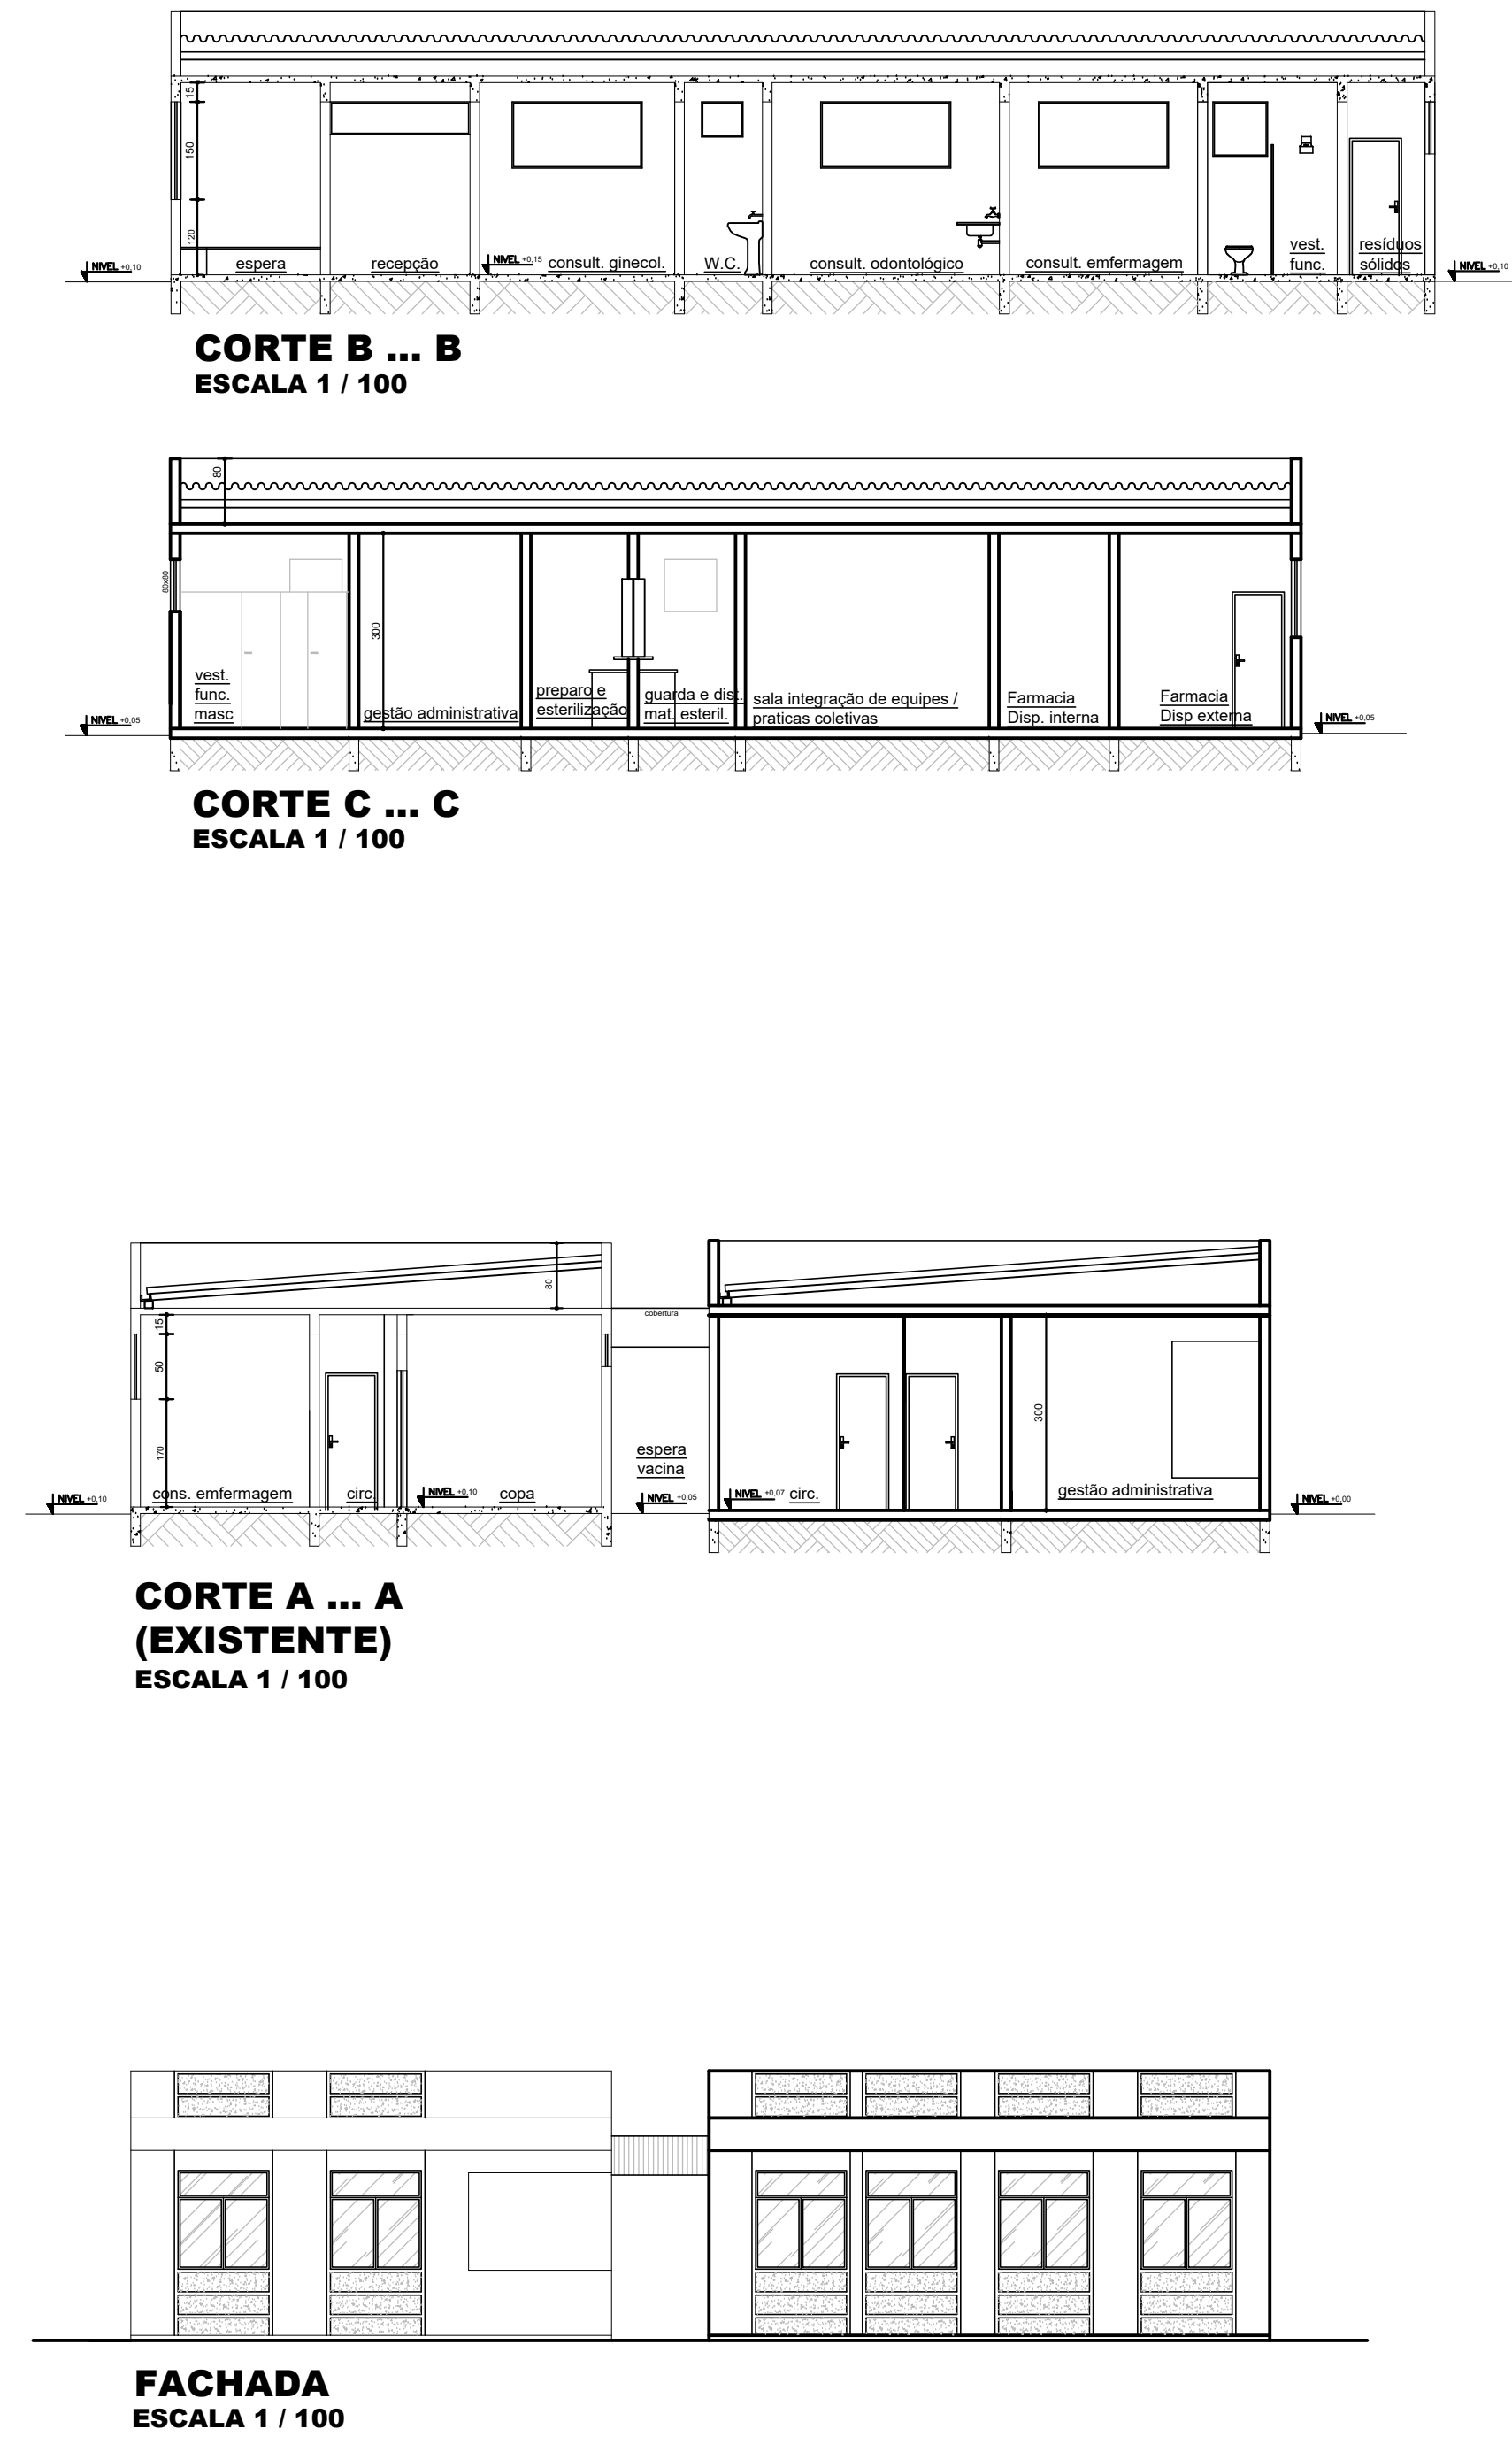 15
150
120
NIVEL +0,10
espera
recepção
NIVEL +0,15
consult. ginecol.
W.C.
consult. odontológico
consult. emfermagem
vest.
func.
resíduos
sólidos
NIVEL +0,10
CORTE B ... B
ESCALA 1 / 100
80
80x80
300
vest.
func.
masc
gestão administrativa
preparo e
esterilização
guarda e dist.
mat. esteril.
sala integração de equipes /
praticas coletivas
Farmacia
Disp. interna
Farmacia
Disp externa
NIVEL +0,05
NIVEL +0,05
CORTE C ... C
ESCALA 1 / 100
80
cobertura
15
50
170
300
espera
vacina
NIVEL +0,10
cons. emfermagem
circ.
NIVEL +0,10
copa
NIVEL +0,05
NIVEL +0,07
circ.
gestão administrativa
NIVEL +0,00
CORTE A ... A
(EXISTENTE)
ESCALA 1 / 100
FACHADA
ESCALA 1 / 100